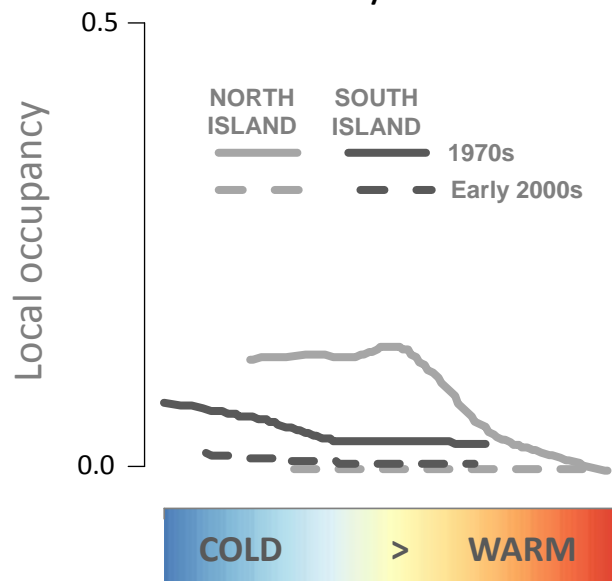 0.5
NORTH SOUTH
ISLAND ISLAND
1970s
Early 2000s
Local occupancy
0.0
COLD > WARM